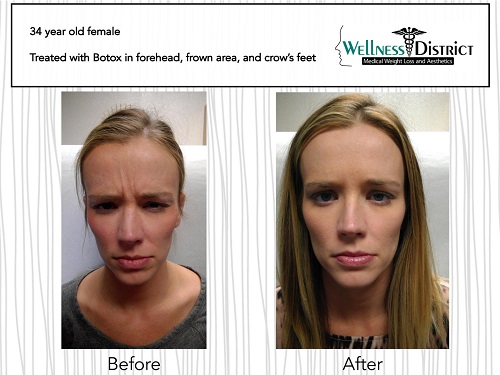 34 year old female
Treated with Botox in forehead, frown area, and crow's feet
Wellness District
Medical Weight Loss and Aesthetics
Before
After